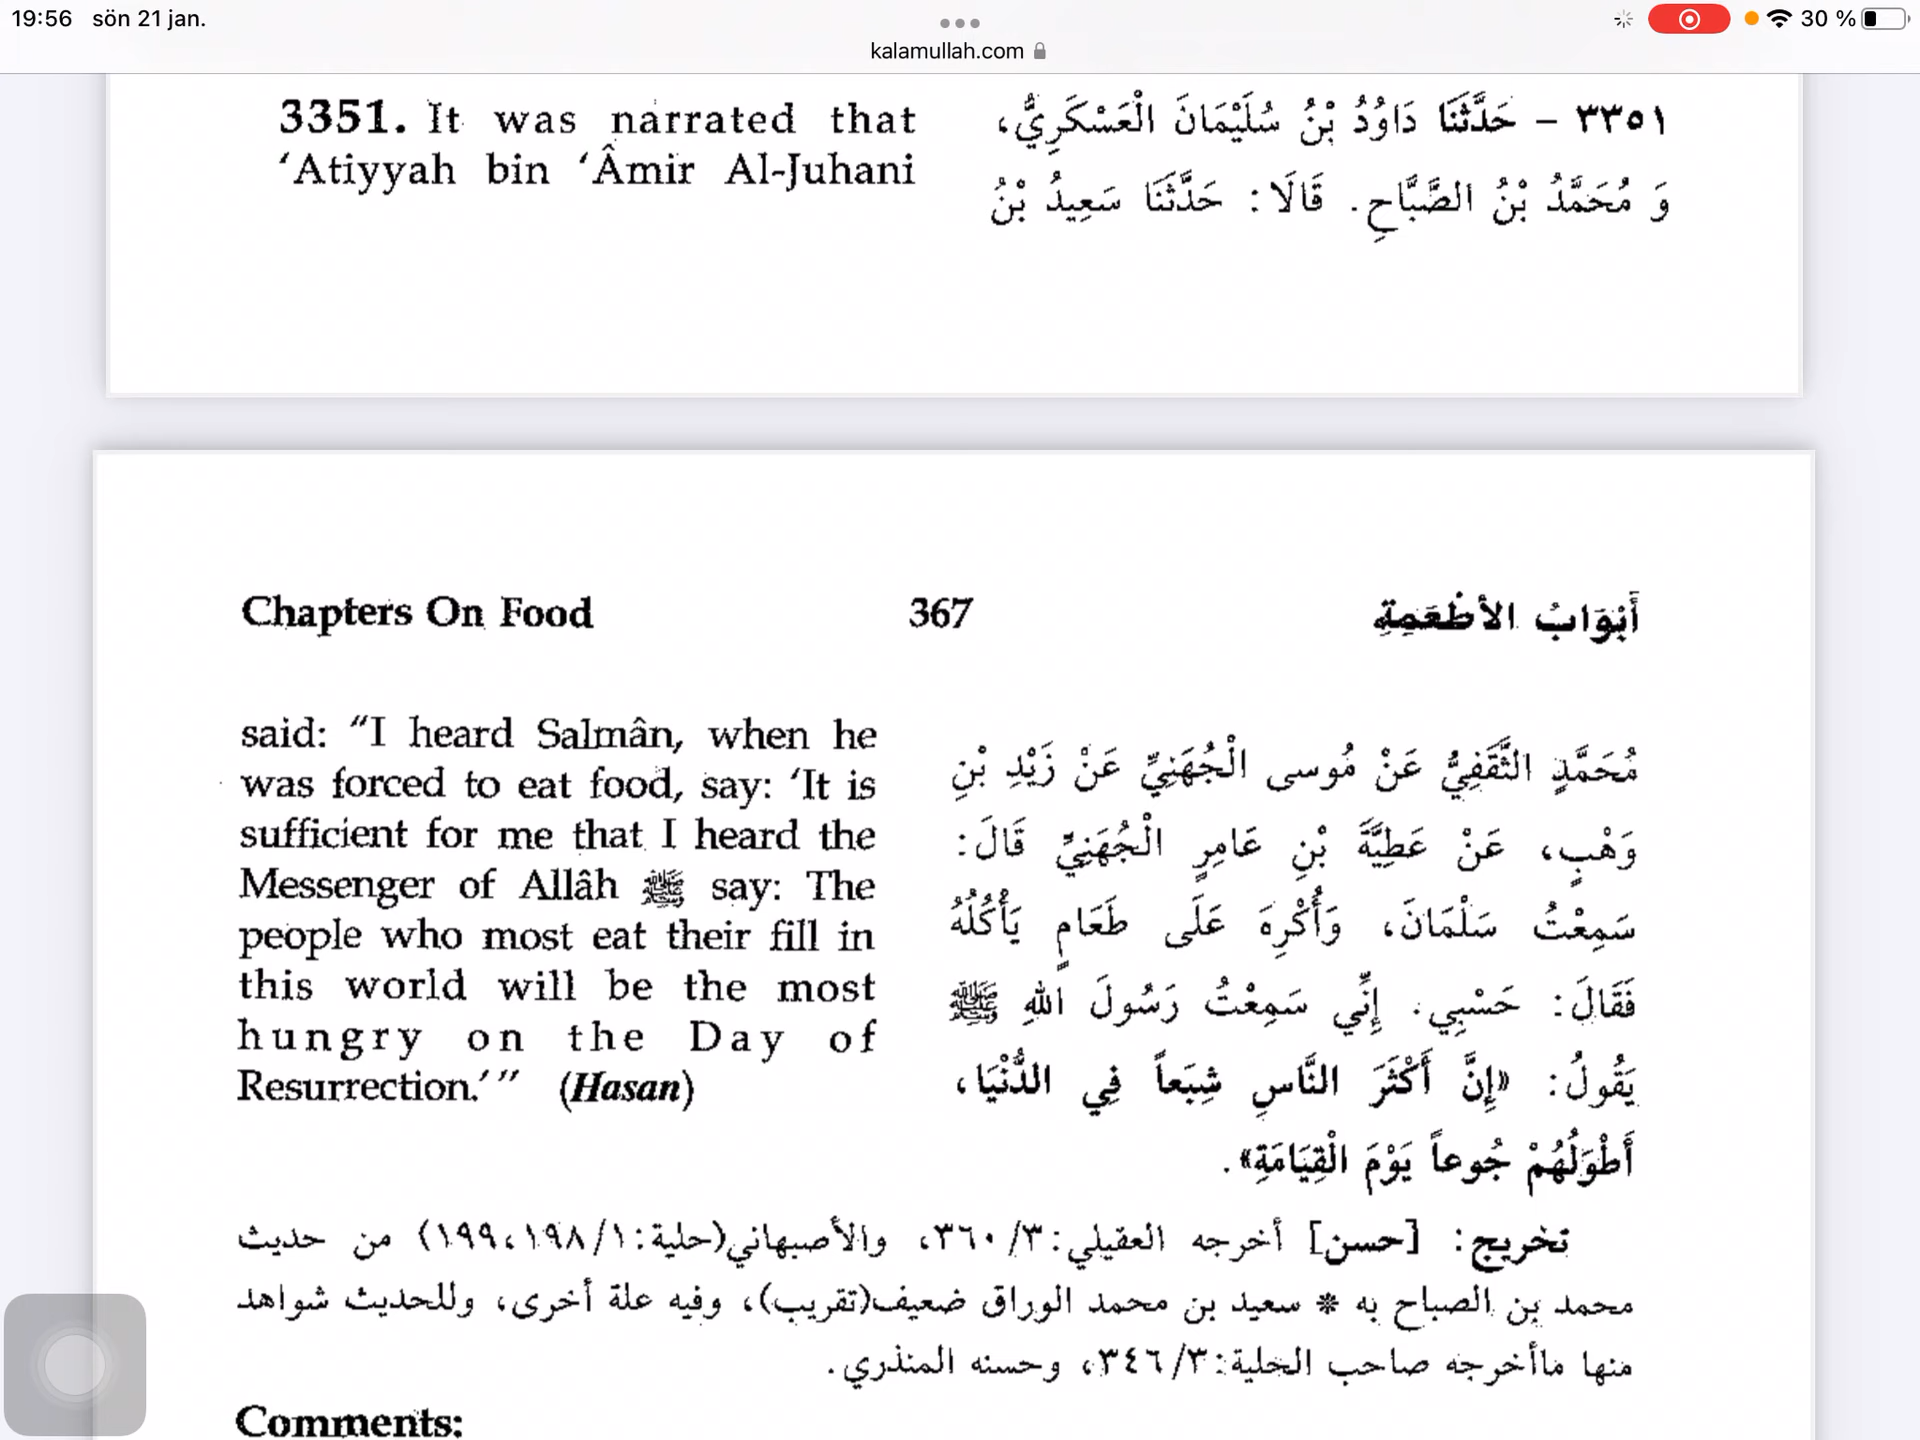 19:56 sön 21 jan.
30 %
kalamullah.com
3351. It was narrated that
‘Atiyyah bin ‘Âmir Al-Juhani
٣٣٥١ – حَدَّثَنَا دَاوُدُ بْنُ سُلَيْمَانَ الْعَسْكَرِيُّ،
وَ مُحَمَّدُ بْنُ الصَّبَّاحِ. قَالَا: حَدَّثَنَا سَعِيدُ بْنُ
Chapters On Food
367
أَبْوَابُ الأَطْعَمِةِ
said: “I heard Salmân, when he
was forced to eat food, say: ‘It is
sufficient for me that I heard the
Messenger of Allâh ﷺ say: The
people who most eat their fill in
this world will be the most
hungry on the Day of
Resurrection.’” (Hasan)
مُحَمَّدٍ الثَّقَفِيُّ عَنْ مُوسى الْجُهَنِيِّ عَنْ زَيْدِ بْنِ
وَهْبٍ، عَنْ عَطِيَّةَ بْنِ عَامِرٍ الْجُهَنِيِّ قَالَ:
سَمِعْتُ سَلْمَانَ، وَأُكْرِهَ عَلَى طَعَامٍ يَأْكُلُهُ
فَقَالَ: حَسْبِي. إِنِّي سَمِعْتُ رَسُولَ اللهِ ﷺ
يَقُولُ: «إِنَّ أَكْثَرَ النَّاسِ شِبَعاً فِي الدُّنْيَا،
أَطْوَلُهُمْ جُوعاً يَوْمَ الْقِيَامَةِ».
تخريج: [حسن] أخرجه العقيلي:٣/ ٣٦٠، والأصبهاني(حلية:١/ ١٩٨، ١٩٩) من حديث
محمد بن الصباح به * سعيد بن محمد الوراق ضعيف(تقريب)، وفيه علة أخرى، وللحديث شواهد
منها ماأخرجه صاحب الحلية:٣/ ٣٤٦، وحسنه المنذري.
Comments: